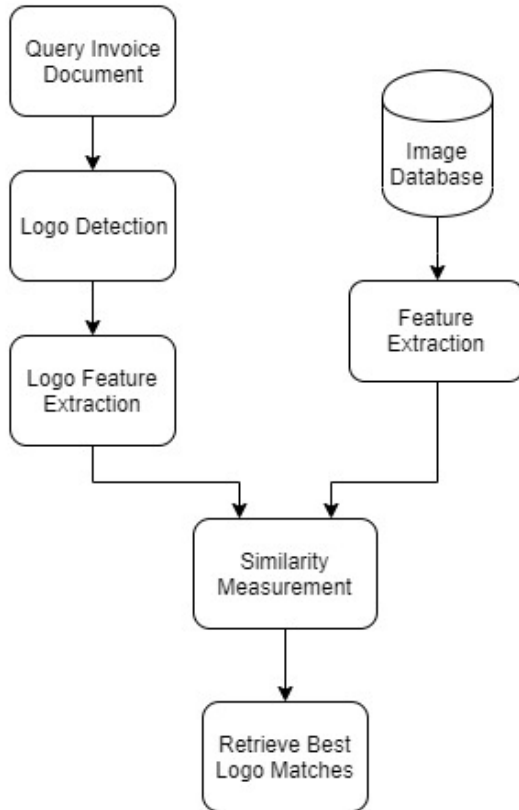 Query Invoice
Document
Image
Database
Logo Detection
Feature
Extraction
Logo Feature
Extraction
Similarity
Measurement
Retrieve Best
Logo Matches